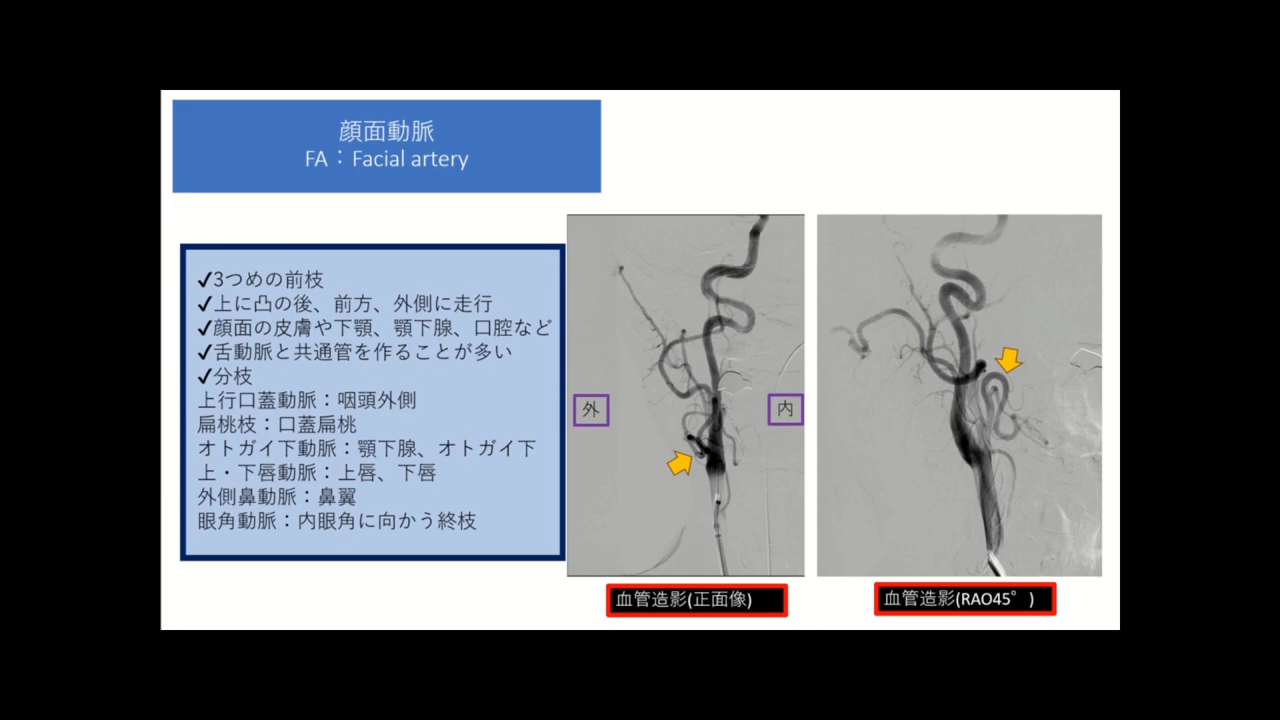 顔面動脈
FA：Facial artery
✓3つめの前枝
✓上に凸の後、前方、外側に走行
✓顔面の皮膚や下顎、顎下腺、口腔など
✓舌動脈と共通管を作ることが多い
✓分枝
上行口蓋動脈：咽頭外側
扁桃枝：口蓋扁桃
オトガイ下動脈：顎下腺、オトガイ下
上・下唇動脈：上唇、下唇
外側鼻動脈：鼻翼
眼角動脈：内眼角に向かう終枝
外
内
血管造影(正面像)
血管造影(RAO45°)